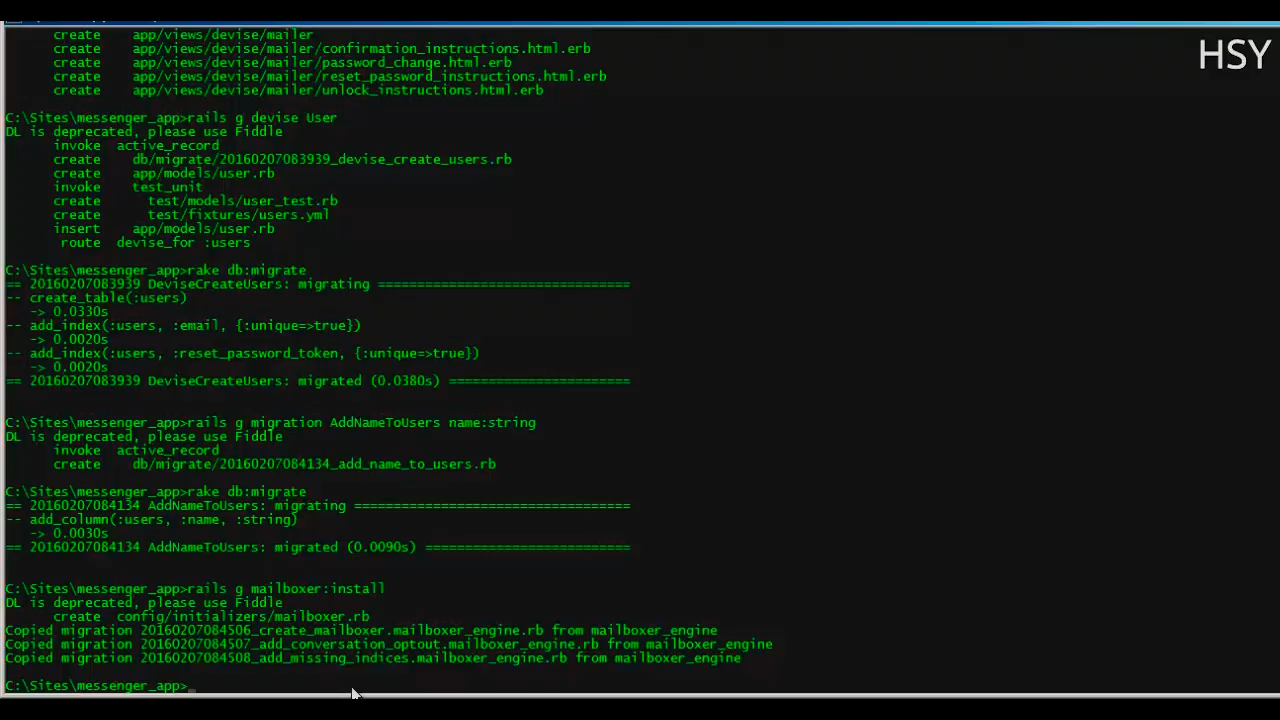 create    app/views/devise/mailer
create    app/views/devise/mailer/confirmation_instructions.html.erb
create    app/views/devise/mailer/password_change.html.erb
create    app/views/devise/mailer/reset_password_instructions.html.erb
create    app/views/devise/mailer/unlock_instructions.html.erb
HSY
C:\Sites\messenger_app>rails g devise User
DL is deprecated, please use Fiddle
invoke  active_record
create    db/migrate/20160207083939_devise_create_users.rb
create    app/models/user.rb
invoke    test_unit
create      test/models/user_test.rb
create      test/fixtures/users.yml
insert    app/models/user.rb
route  devise_for :users
C:\Sites\messenger_app>rake db:migrate
== 20160207083939 DeviseCreateUsers: migrating ================================
-- create_table(:users)
-> 0.0330s
-- add_index(:users, :email, {:unique=>true})
-> 0.0020s
-- add_index(:users, :reset_password_token, {:unique=>true})
-> 0.0020s
== 20160207083939 DeviseCreateUsers: migrated (0.0380s) =======================
C:\Sites\messenger_app>rails g migration AddNameToUsers name:string
DL is deprecated, please use Fiddle
invoke  active_record
create    db/migrate/20160207084134_add_name_to_users.rb
C:\Sites\messenger_app>rake db:migrate
== 20160207084134 AddNameToUsers: migrating ===================================
-- add_column(:users, :name, :string)
-> 0.0030s
== 20160207084134 AddNameToUsers: migrated (0.0090s) ==========================
C:\Sites\messenger_app>rails g mailboxer:install
DL is deprecated, please use Fiddle
create  config/initializers/mailboxer.rb
Copied migration 20160207084506_create_mailboxer.mailboxer_engine.rb from mailboxer_engine
Copied migration 20160207084507_add_conversation_optout.mailboxer_engine.rb from mailboxer_engine
Copied migration 20160207084508_add_missing_indices.mailboxer_engine.rb from mailboxer_engine
C:\Sites\messenger_app>_